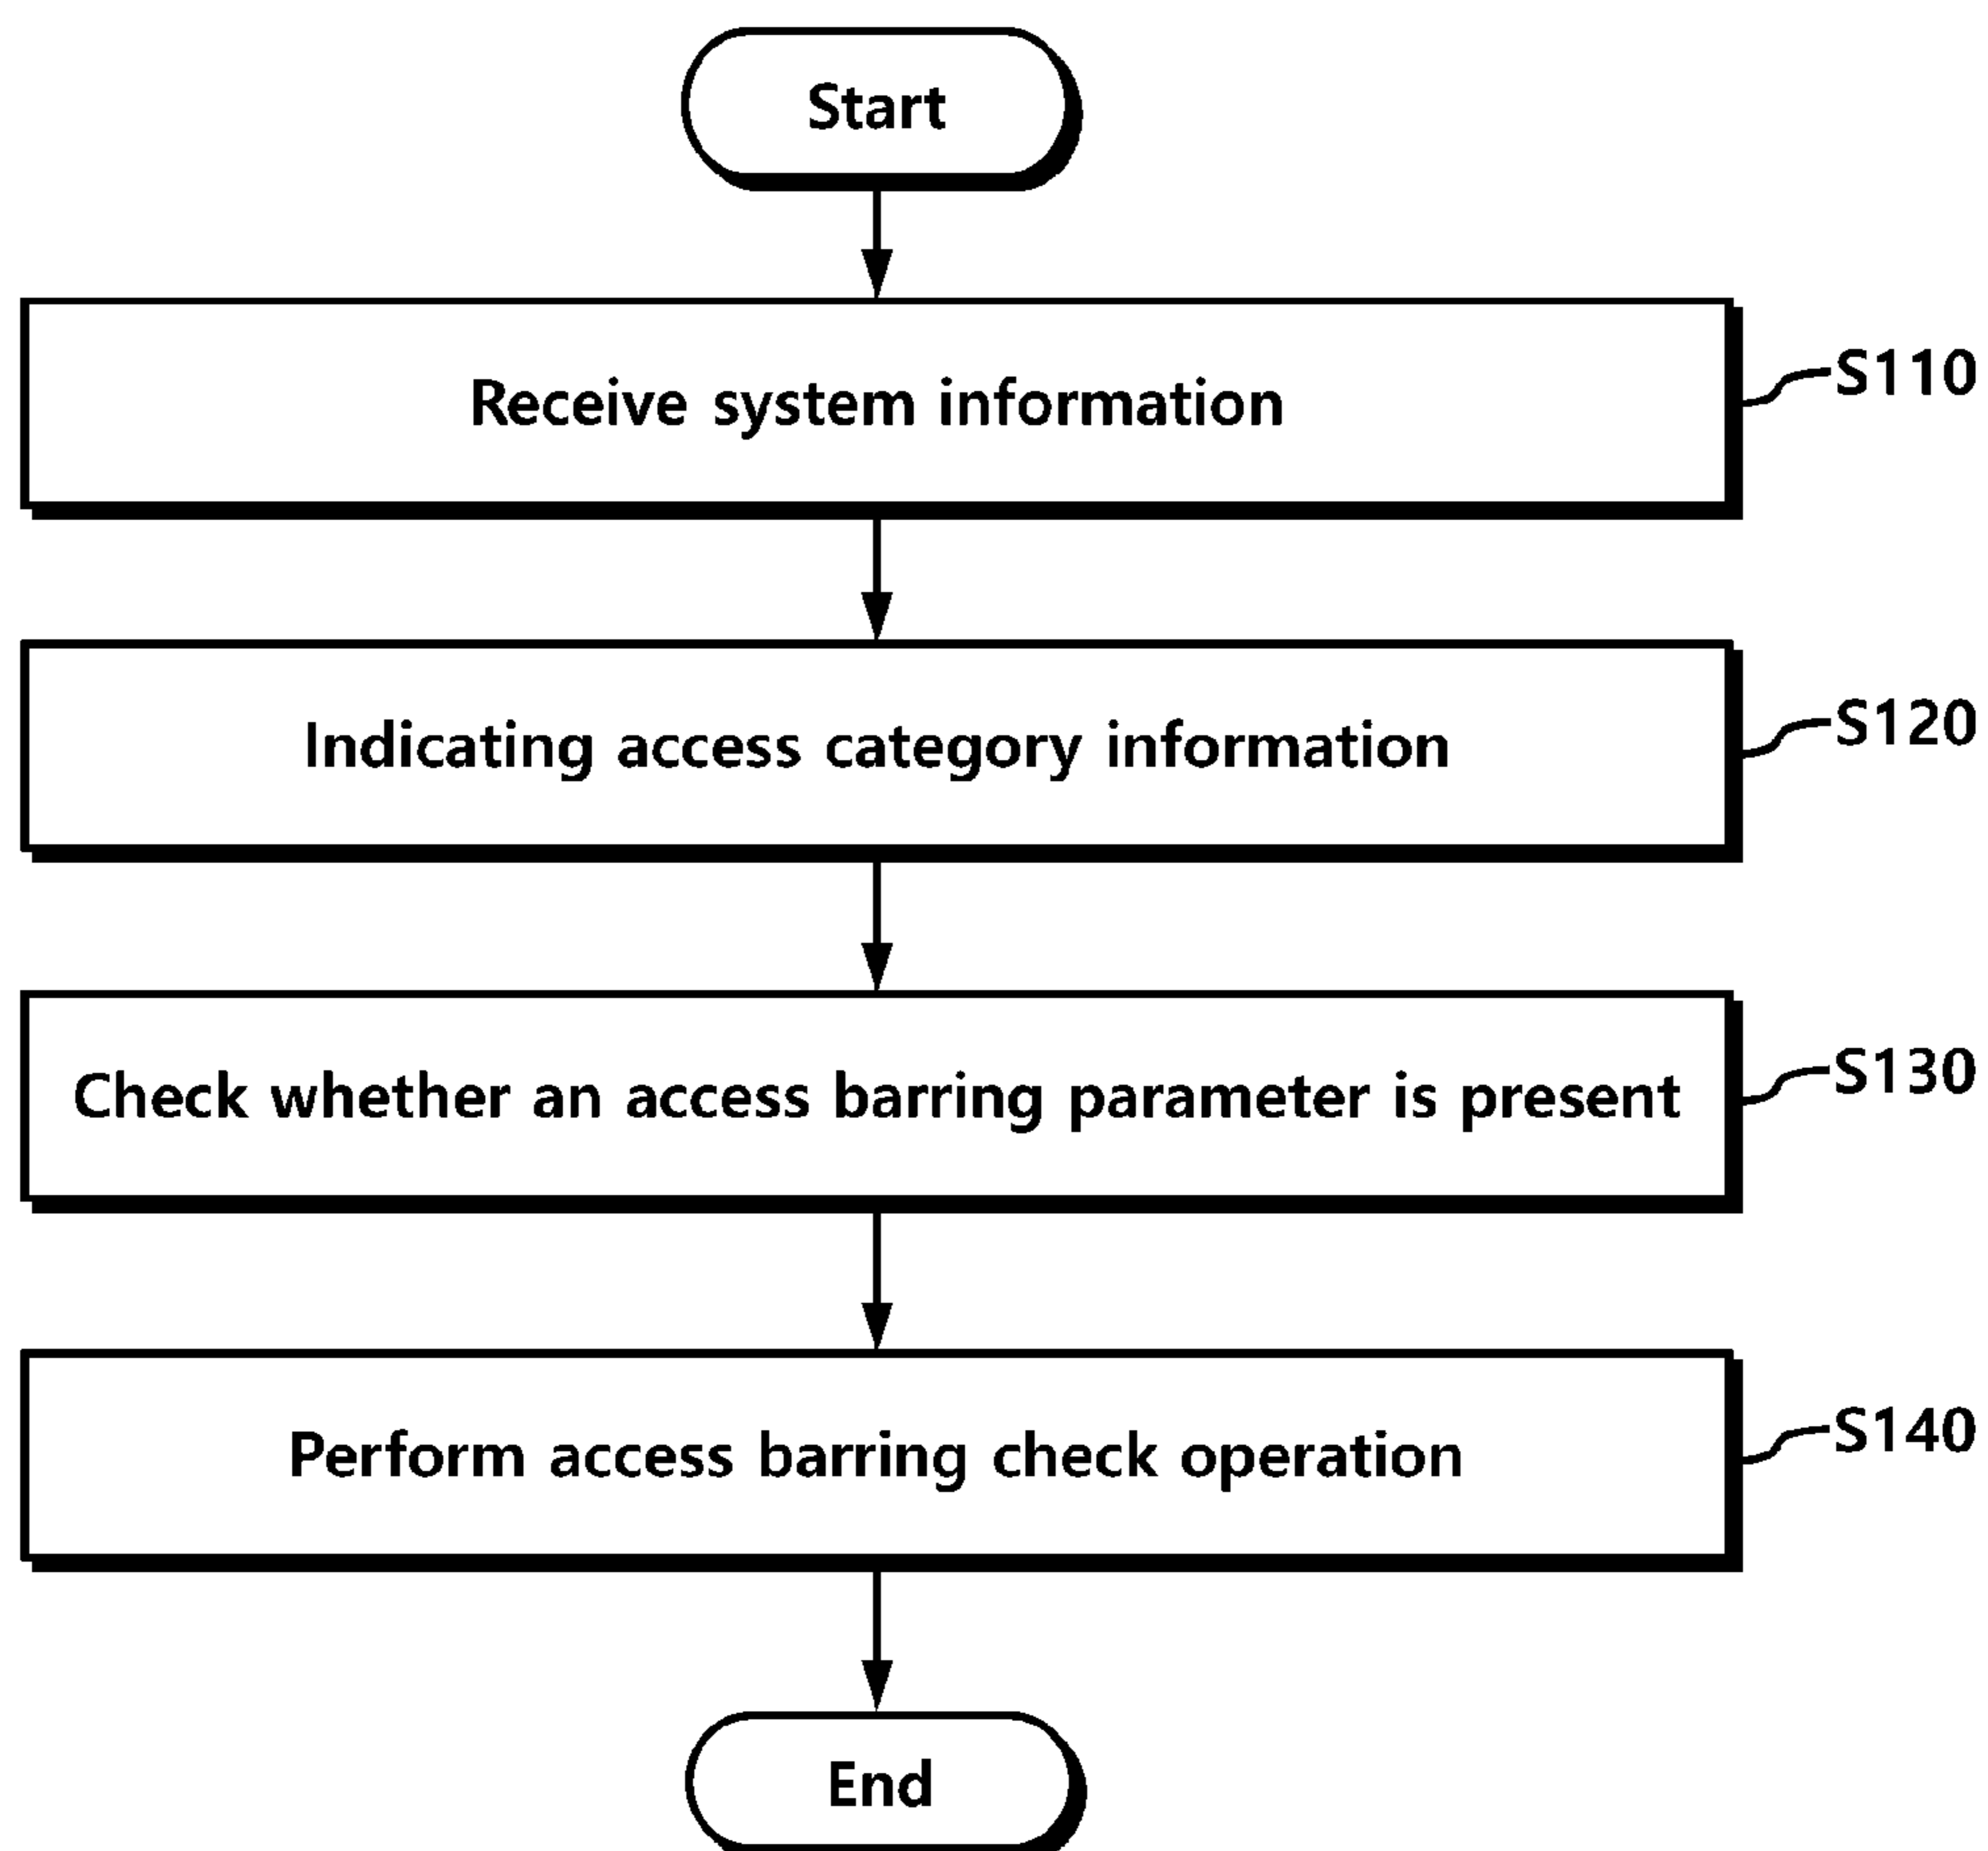 Start
Receive system information
S110
Indicating access category information
S120
Check whether an access barring parameter is present
S130
Perform access barring check operation
S140
End